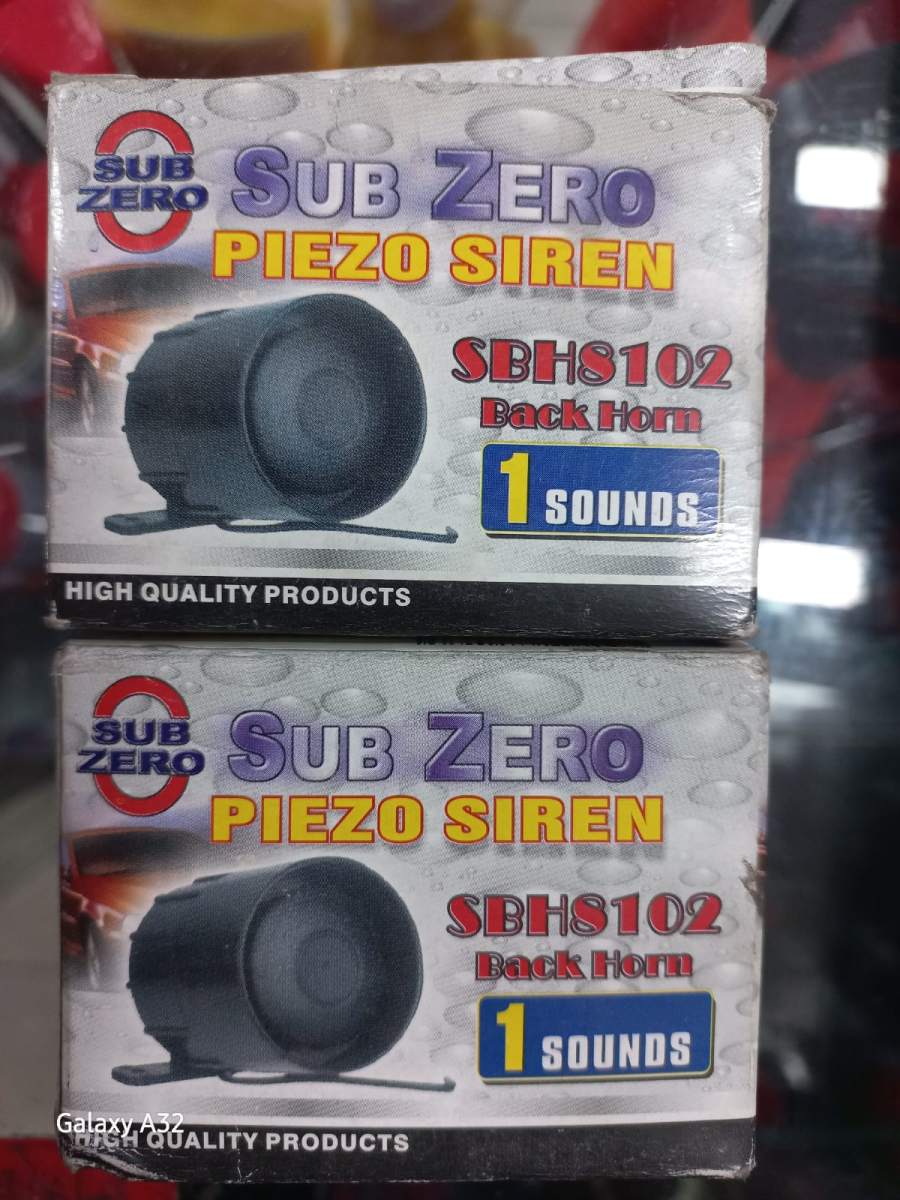 SUB
ZERO
SUB ZERO
PIEZO SIREN
SBH8102
Back Horn
1 SOUNDS
HIGH QUALITY PRODUCTS
SUB
ZERO
SUB ZERO
PIEZO SIREN
SBH8102
Back Horn
1 SOUNDS
Galaxy A32
HIGH QUALITY PRODUCTS